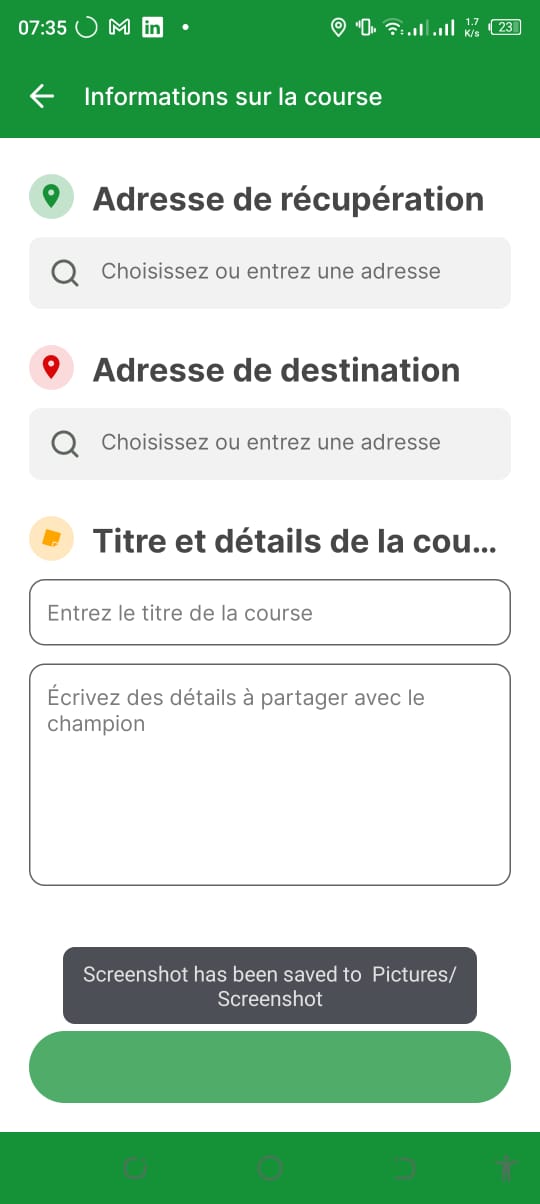 07:35
in
1.7
K/s
23
Informations sur la course
Adresse de récupération
Choisissez ou entrez une adresse
Adresse de destination
Choisissez ou entrez une adresse
Titre et détails de la cou...
Entrez le titre de la course
Écrivez des détails à partager avec le
champion
Screenshot has been saved to  Pictures/
Screenshot